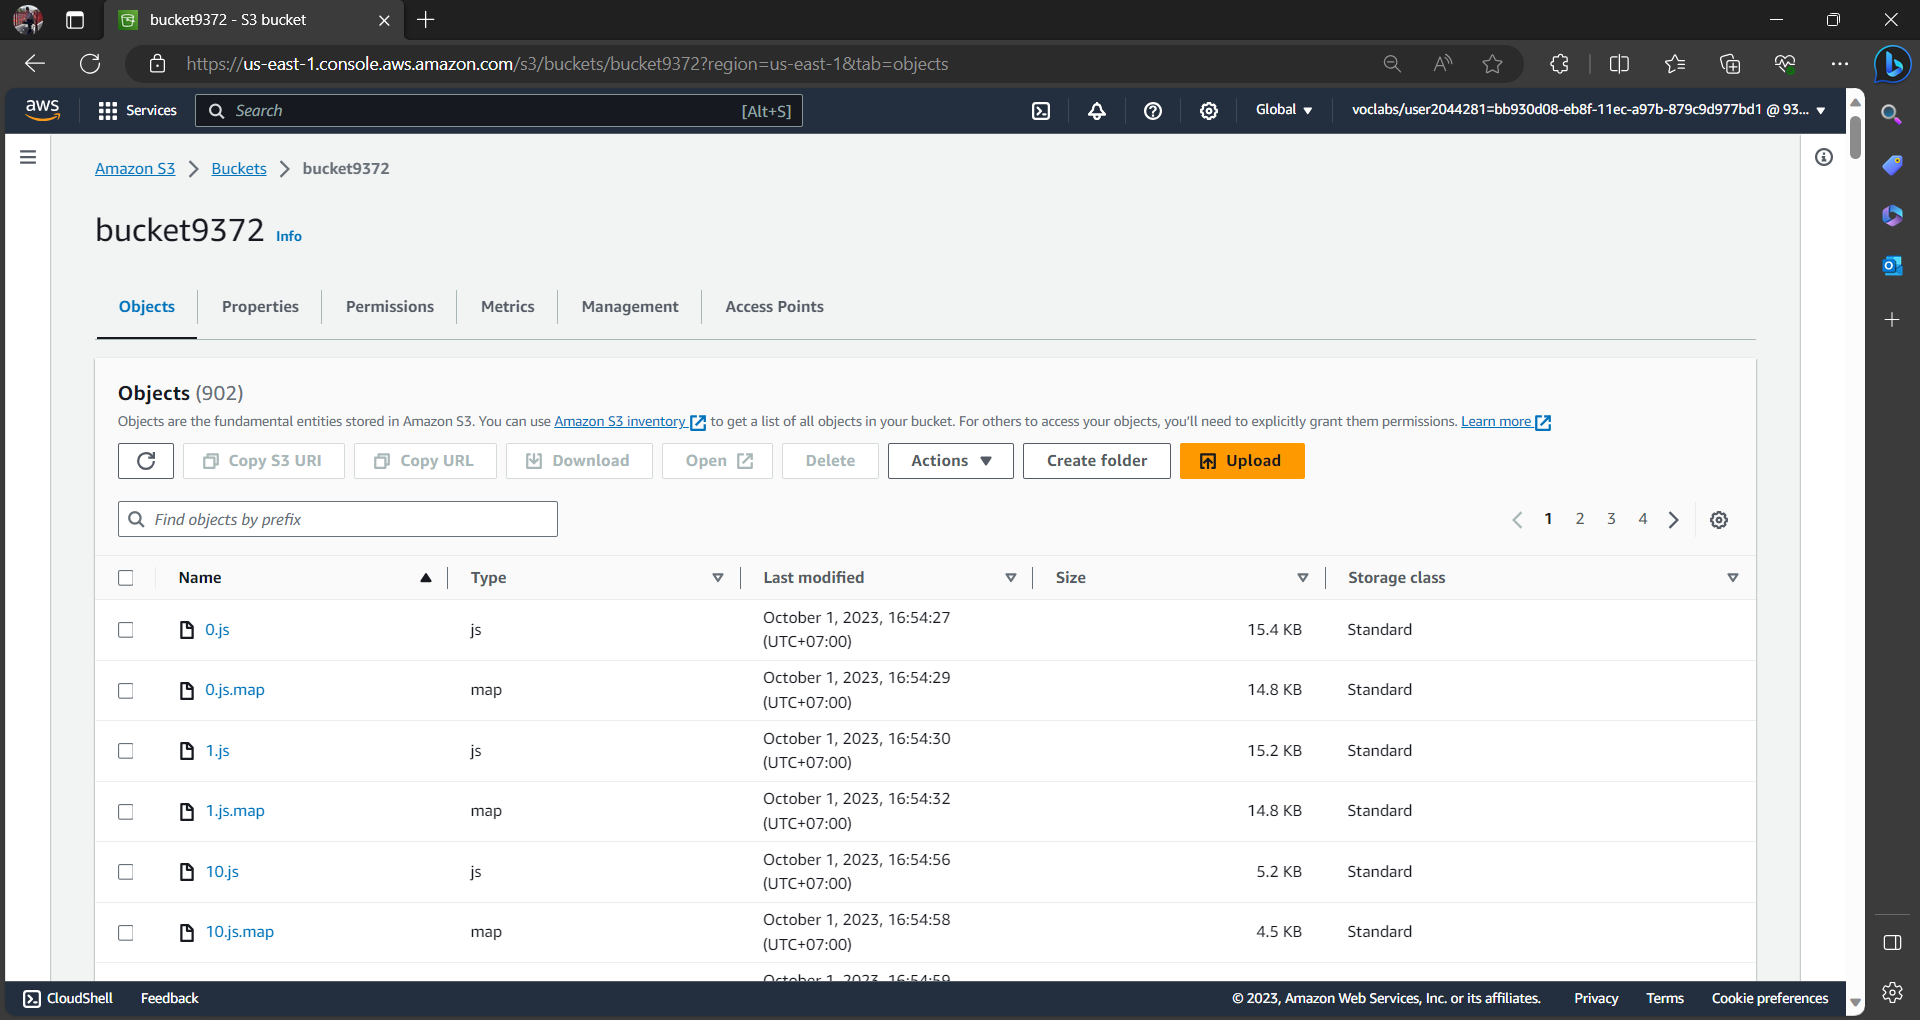 bucket9372 - S3 bucket
https://us-east-1.console.aws.amazon.com/s3/buckets/bucket9372?region=us-east-1&tab=objects
aws Services Search [Alt+S] Global voclabs/user2044281=bb930d08-eb8f-11ec-a97b-879c9d977bd1 @ 93...
Amazon S3 Buckets bucket9372
bucket9372 Info
Objects Properties Permissions Metrics Management Access Points
Objects (902)
Objects are the fundamental entities stored in Amazon S3. You can use Amazon S3 inventory to get a list of all objects in your bucket. For others to access your objects, you'll need to explicitly grant them permissions. Learn more
Copy S3 URI Copy URL Download Open Delete Actions Create folder Upload
Find objects by prefix 1 2 3 4
Name Type Last modified Size Storage class
0.js js October 1, 2023, 16:54:27 (UTC+07:00) 15.4 KB Standard
0.js.map map October 1, 2023, 16:54:29 (UTC+07:00) 14.8 KB Standard
1.js js October 1, 2023, 16:54:30 (UTC+07:00) 15.2 KB Standard
1.js.map map October 1, 2023, 16:54:32 (UTC+07:00) 14.8 KB Standard
10.js js October 1, 2023, 16:54:56 (UTC+07:00) 5.2 KB Standard
10.js.map map October 1, 2023, 16:54:58 (UTC+07:00) 4.5 KB Standard
October 1, 2023, 16:54:59
CloudShell Feedback © 2023, Amazon Web Services, Inc. or its affiliates. Privacy Terms Cookie preferences